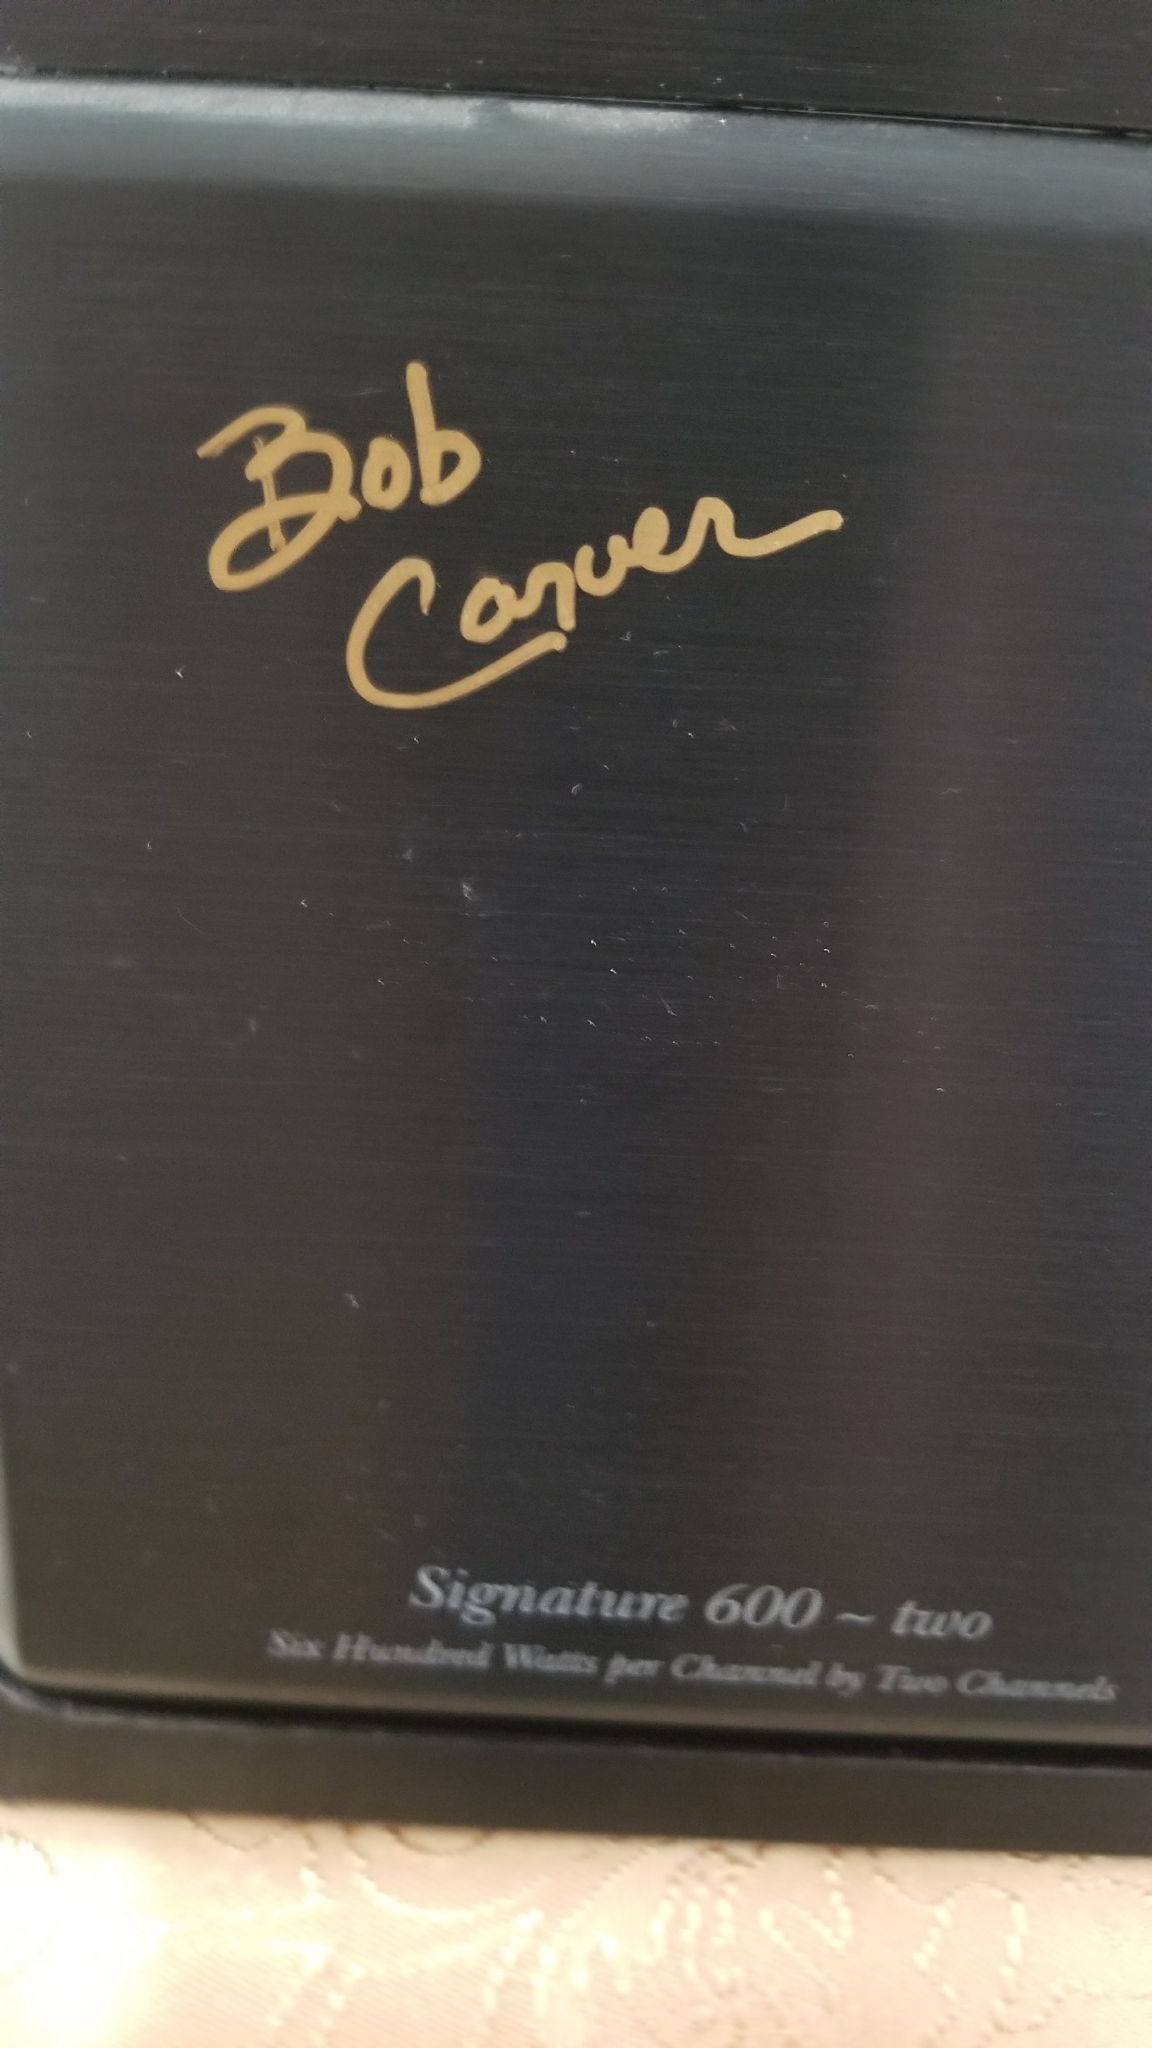 Bob
Carver
Signature 600 ~ two
Six Hundred Watts per Channel by Two Channels